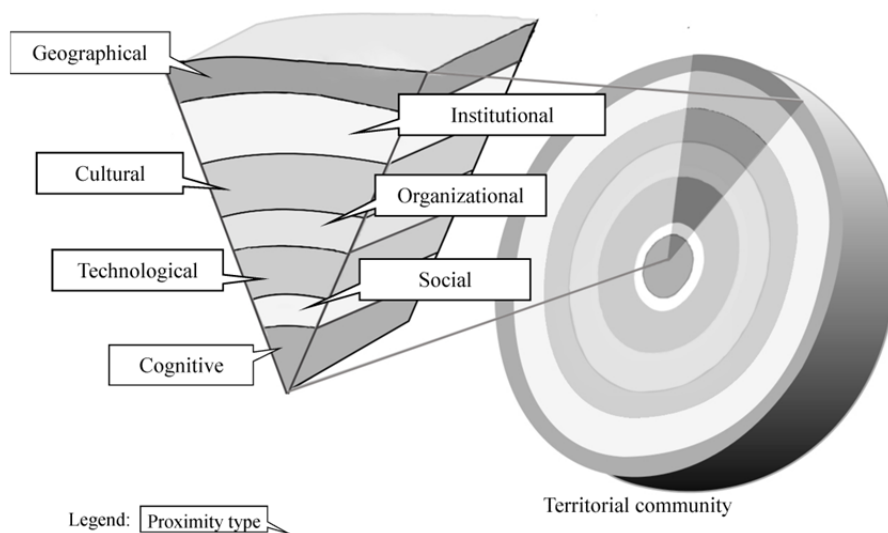 Geographical
Institutional
Cultural
Organizational
Technological
Social
Cognitive
Territorial community
Legend: Proximity type